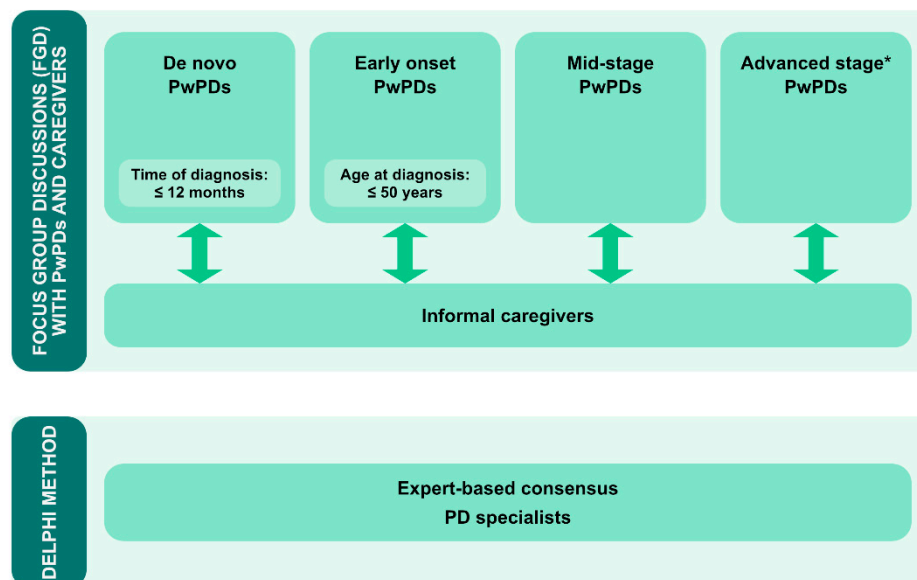 FOCUS GROUP DISCUSSIONS (FGD)
WITH PwPDs AND CAREGIVERS
De novo
PwPDs
Time of diagnosis:
≤ 12 months
Early onset
PwPDs
Age at diagnosis:
≤ 50 years
Mid-stage
PwPDs
Advanced stage*
PwPDs
Informal caregivers
DELPHI METHOD
Expert-based consensus
PD specialists